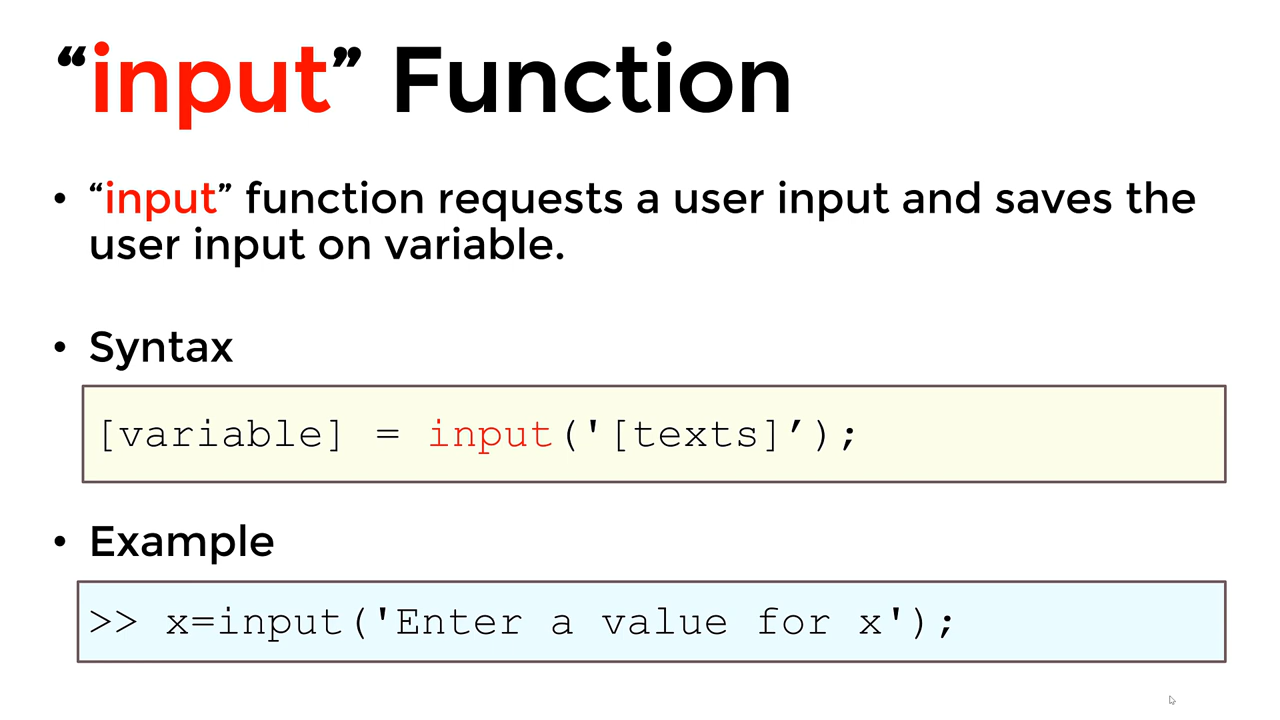 “input” Function
• “input” function requests a user input and saves the
user input on variable.
• Syntax
[variable] = input('[texts]’);
• Example
>> x=input('Enter a value for x');